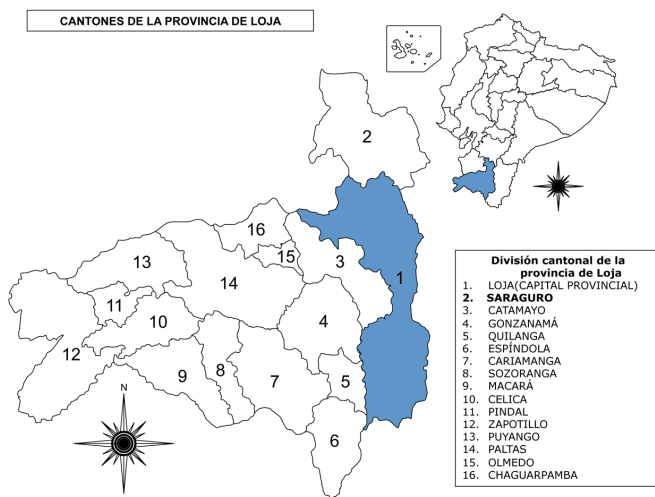 CANTONES DE LA PROVINCIA DE LOJA
2
16
13
15
3
1
14
11
4
10
12
9
8
7
5
6
N
División cantonal de la
provincia de Loja
1. LOJA(CAPITAL PROVINCIAL)
2. SARAGURO
3. CATAMAYO
4. GONZANAMÁ
5. QUILANGA
6. ESPÍNDOLA
7. CARIAMANGA
8. SOZORANGA
9. MACARÁ
10. CELICA
11. PINDAL
12. ZAPOTILLO
13. PUYANGO
14. PALTAS
15. OLMEDO
16. CHAGUARPAMBA